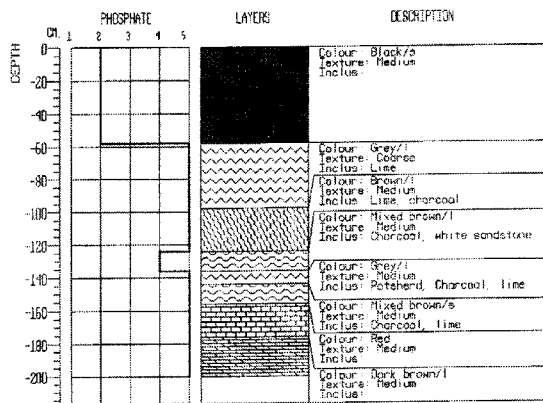 PHOSPHATE LAYERS DESCRIPTION
CM. 1 2 3 4 5
DEPTH
0
-20
-40
-60
-80
-100
-120
-140
-160
-180
-200
Colour: Black/s
Texture: Medium
Inclus:
Colour: Grey/l
Texture: Coarse
Inclus: Lime
Colour: Brown/l
Texture: Medium
Inclus: Lime, charcoal
Colour: Mixed brown/l
Texture: Medium
Inclus: Charcoal, white sandstone
Colour: Grey/l
Texture: Medium
Inclus: Potsherd, Charcoal, lime
Colour: Mixed brown/s
Texture: Medium
Inclus: Charcoal, lime
Colour: Red
Texture: Medium
Inclus:
Colour: Dark brown/l
Texture: Medium
Inclus: